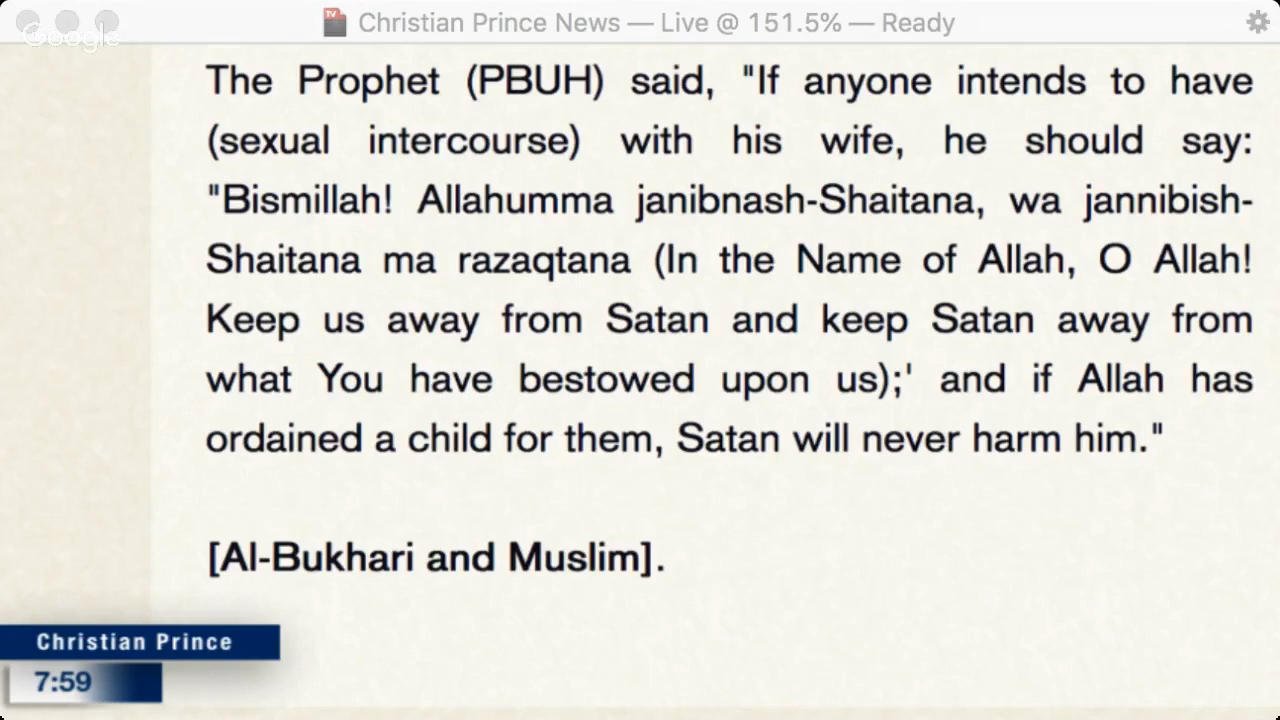 Christian Prince News — Live @ 151.5% — Ready
Google
The Prophet (PBUH) said, "If anyone intends to have
(sexual intercourse) with his wife, he should say:
"Bismillah! Allahumma janibnash-Shaitana, wa jannibish-
Shaitana ma razaqtana (In the Name of Allah, O Allah!
Keep us away from Satan and keep Satan away from
what You have bestowed upon us);' and if Allah has
ordained a child for them, Satan will never harm him."
[Al-Bukhari and Muslim].
Christian Prince
7:59